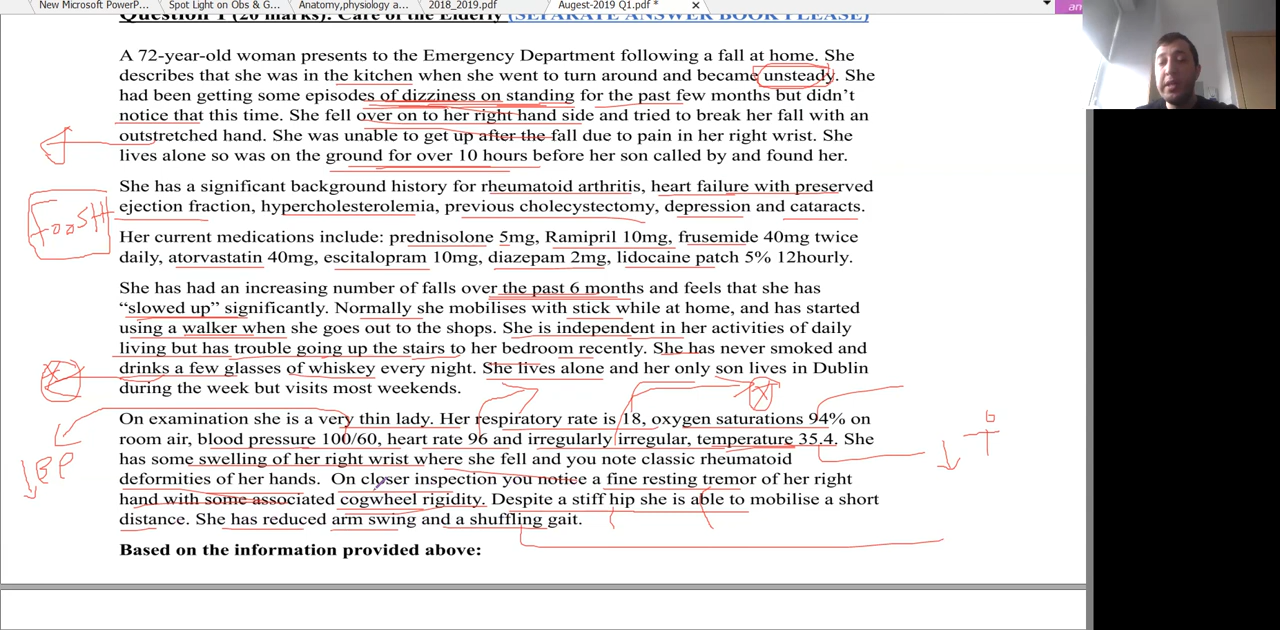 New Microsoft PowerP...
Spot Light on Obs & G...
Anatomy,physiology a...
2018_2019.pdf
Augest-2019 Q1.pdf *
an
Question 1 (20 marks): Care of the Elderly (SEPARATE ANSWER BOOK PLEASE)
A 72-year-old woman presents to the Emergency Department following a fall at home. She
describes that she was in the kitchen when she went to turn around and became unsteady. She
had been getting some episodes of dizziness on standing for the past few months but didn't
notice that this time. She fell over on to her right hand side and tried to break her fall with an
outstretched hand. She was unable to get up after the fall due to pain in her right wrist. She
lives alone so was on the ground for over 10 hours before her son called by and found her.
She has a significant background history for rheumatoid arthritis, heart failure with preserved
ejection fraction, hypercholesterolemia, previous cholecystectomy, depression and cataracts.
FOOSH
Her current medications include: prednisolone 5mg, Ramipril 10mg, frusemide 40mg twice
daily, atorvastatin 40mg, escitalopram 10mg, diazepam 2mg, lidocaine patch 5% 12hourly.
She has had an increasing number of falls over the past 6 months and feels that she has
"slowed up" significantly. Normally she mobilises with stick while at home, and has started
using a walker when she goes out to the shops. She is independent in her activities of daily
living but has trouble going up the stairs to her bedroom recently. She has never smoked and
drinks a few glasses of whiskey every night. She lives alone and her only son lives in Dublin
during the week but visits most weekends.
On examination she is a very thin lady. Her respiratory rate is 18, oxygen saturations 94% on
room air, blood pressure 100/60, heart rate 96 and irregularly irregular, temperature 35.4. She
has some swelling of her right wrist where she fell and you note classic rheumatoid
↓BP
deformities of her hands. On closer inspection you notice a fine resting tremor of her right
hand with some associated cogwheel rigidity. Despite a stiff hip she is able to mobilise a short
distance. She has reduced arm swing and a shuffling gait.
Based on the information provided above: